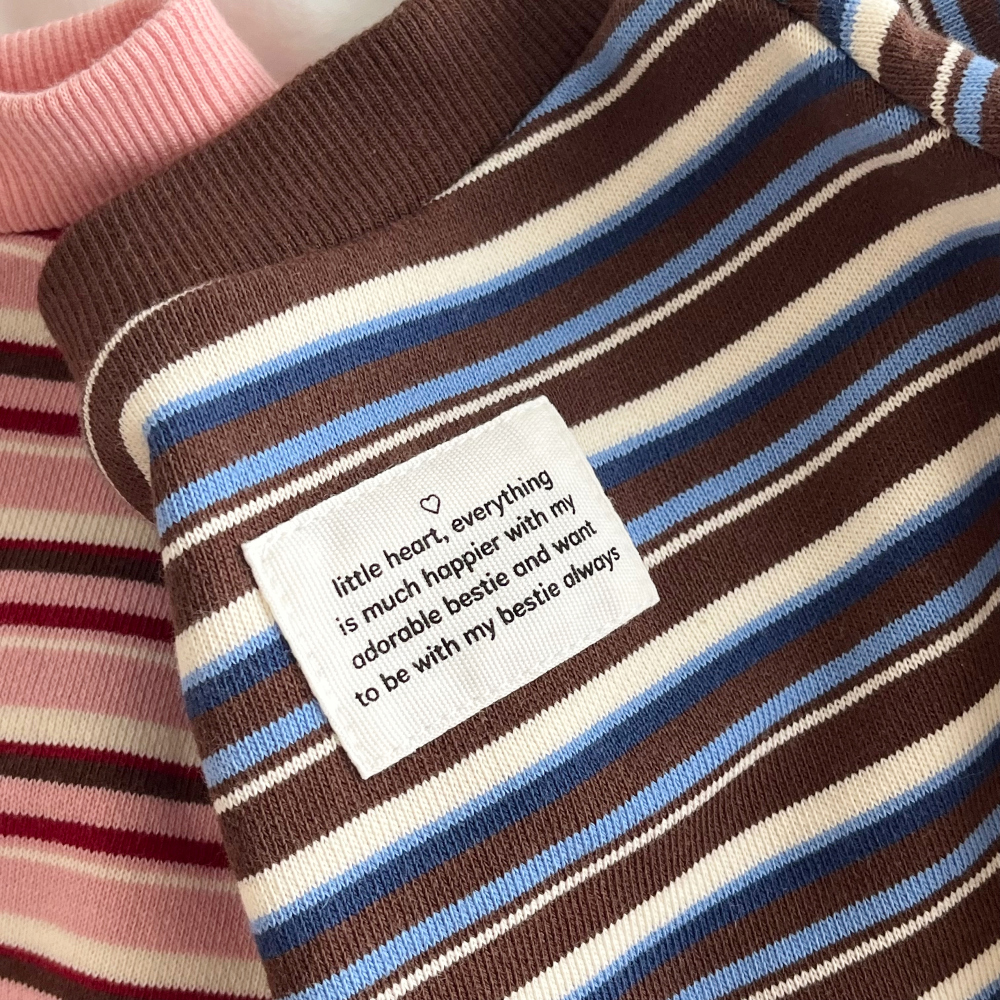 ♡
little heart, everything
is much happier with my
adorable bestie and want
to be with my bestie always